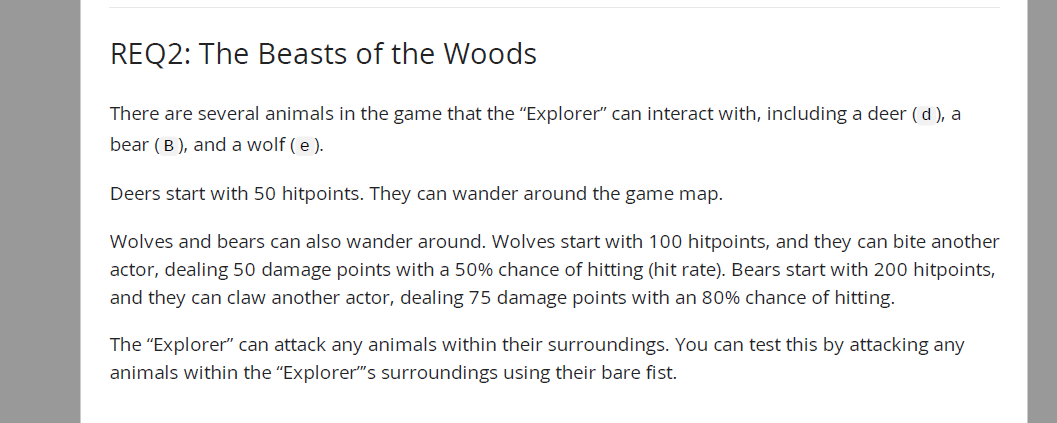 REQ2: The Beasts of the Woods
There are several animals in the game that the “Explorer” can interact with, including a deer ( d ), a
bear ( B ), and a wolf ( e ).
Deers start with 50 hitpoints. They can wander around the game map.
Wolves and bears can also wander around. Wolves start with 100 hitpoints, and they can bite another
actor, dealing 50 damage points with a 50% chance of hitting (hit rate). Bears start with 200 hitpoints,
and they can claw another actor, dealing 75 damage points with an 80% chance of hitting.
The “Explorer” can attack any animals within their surroundings. You can test this by attacking any
animals within the “Explorer”’s surroundings using their bare fist.